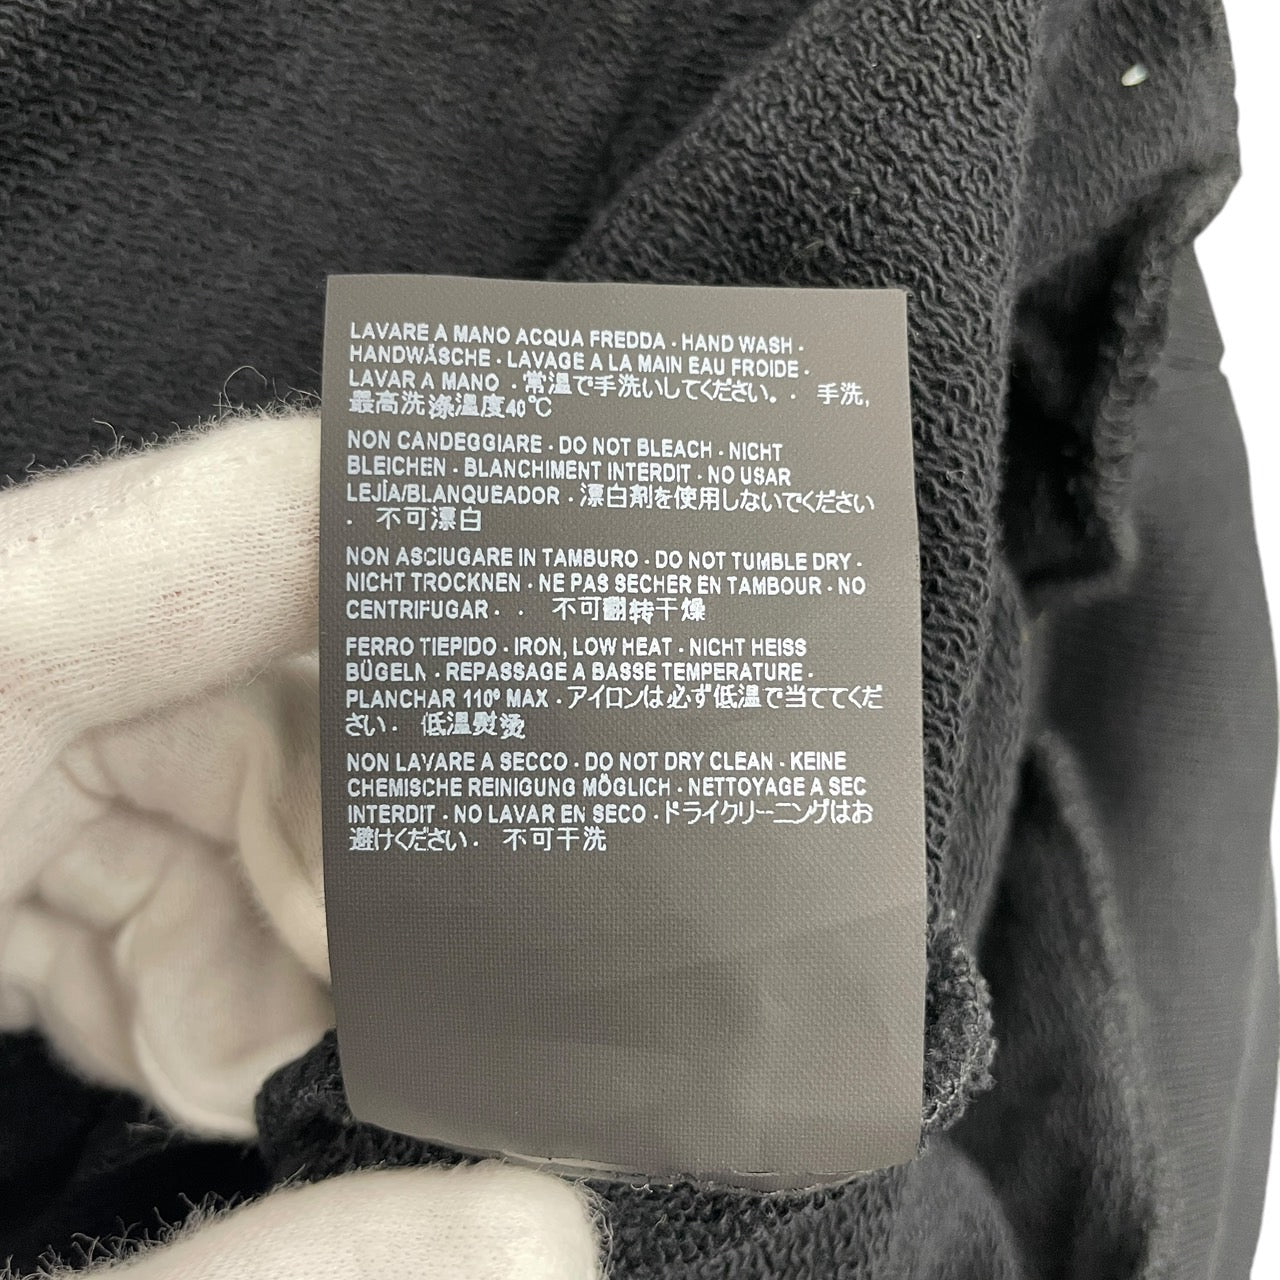 LAVARE A MANO ACQUA FREDDA - HAND WASH -
HANDWÄSCHE - LAVAGE A LA MAIN EAU FROIDE -
LAVAR A MANO - 常温で手洗いしてください。- 手洗,
最高洗涤温度40°C
NON CANDEGGIARE - DO NOT BLEACH - NICHT
BLEICHEN - BLANCHIMENT INTERDIT - NO USAR
LEJÍA/BLANQUEADOR - 漂白剤を使用しないでください
- 不可漂白
NON ASCIUGARE IN TAMBURO - DO NOT TUMBLE DRY -
NICHT TROCKNEN - NE PAS SECHER EN TAMBOUR - NO
CENTRIFUGAR - - 不可翻转干燥
FERRO TIEPIDO - IRON, LOW HEAT - NICHT HEISS
BÜGELN - REPASSAGE A BASSE TEMPERATURE -
PLANCHAR 110º MAX - アイロンは必ず低温で当ててくだ
さい - 低温熨烫
NON LAVARE A SECCO - DO NOT DRY CLEAN - KEINE
CHEMISCHE REINIGUNG MÖGLICH - NETTOYAGE A SEC
INTERDIT - NO LAVAR EN SECO - ドライクリーニングはお
避けください - 不可干洗